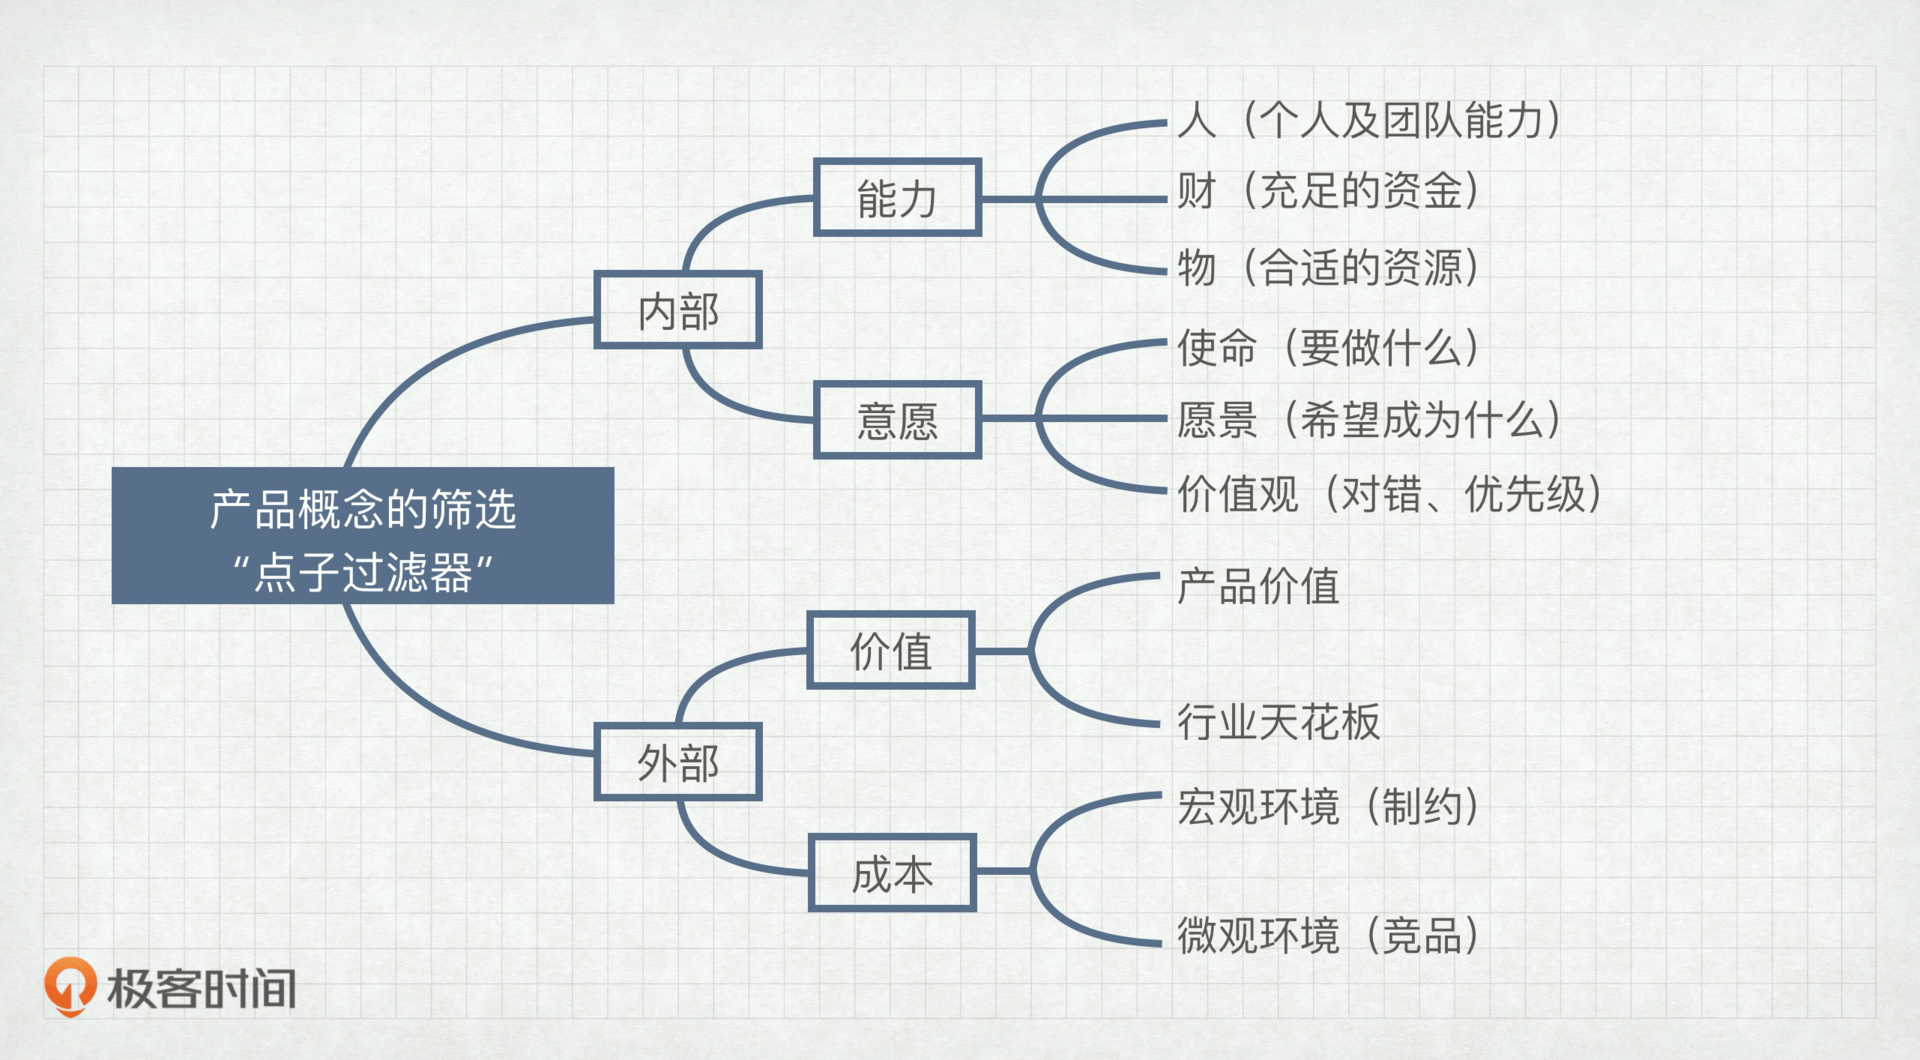 产品概念的筛选
“点子过滤器”
内部
能力
人（个人及团队能力）
财（充足的资金）
物（合适的资源）
意愿
使命（要做什么）
愿景（希望成为什么）
价值观（对错、优先级）
外部
价值
产品价值
行业天花板
成本
宏观环境（制约）
微观环境（竞品）
极客时间